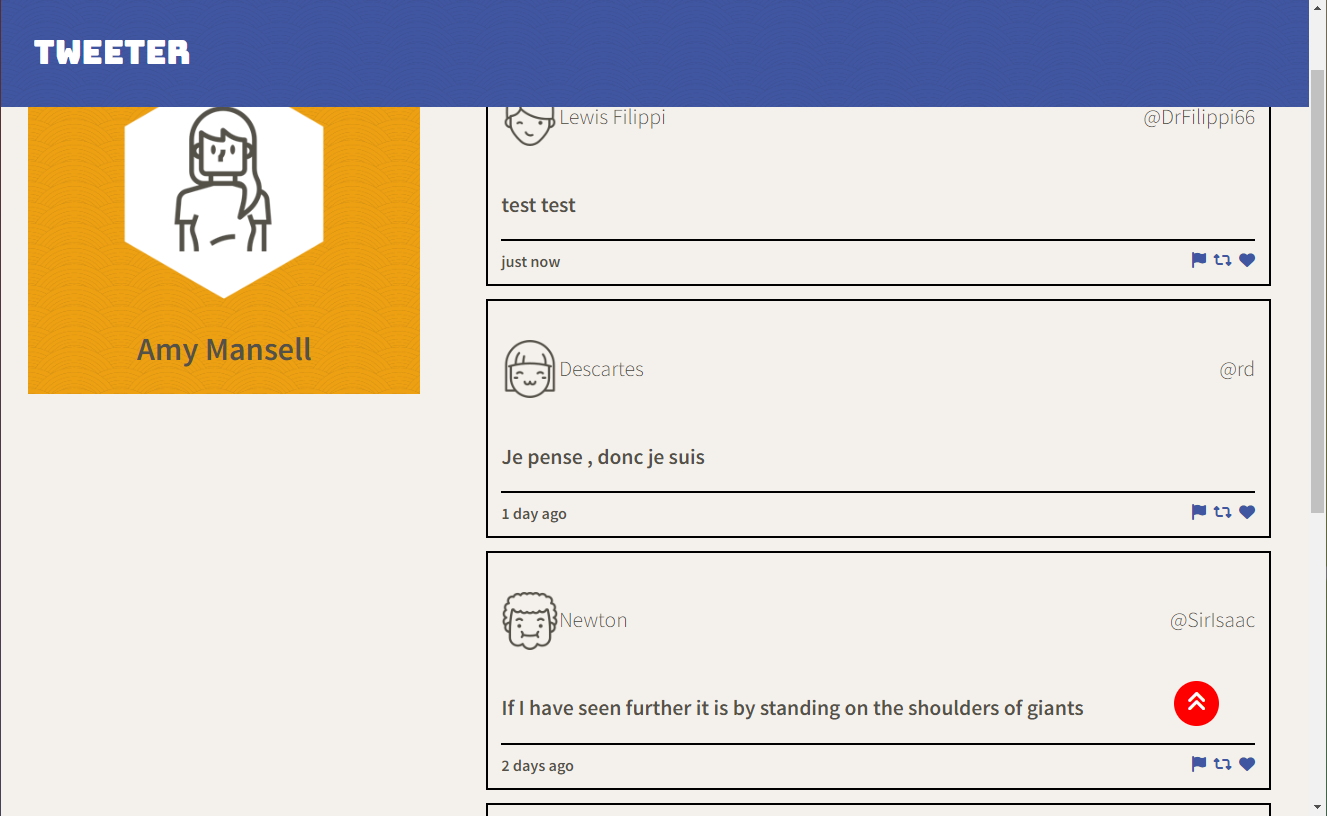 TWEETER
Amy Mansell
Lewis Filippi @DrFilippi66
test test
just now
Descartes @rd
Je pense , donc je suis
1 day ago
Newton @SirIsaac
If I have seen further it is by standing on the shoulders of giants
2 days ago